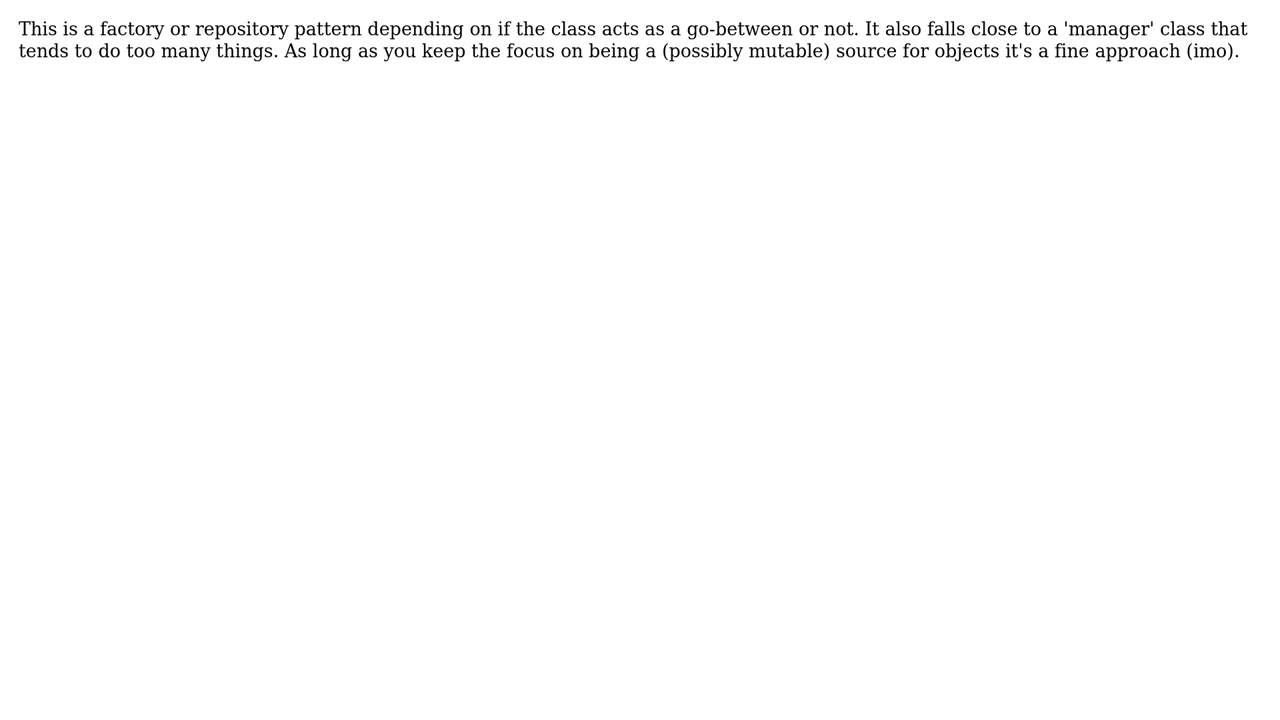 This is a factory or repository pattern depending on if the class acts as a go-between or not. It also falls close to a 'manager' class that
tends to do too many things. As long as you keep the focus on being a (possibly mutable) source for objects it's a fine approach (imo).